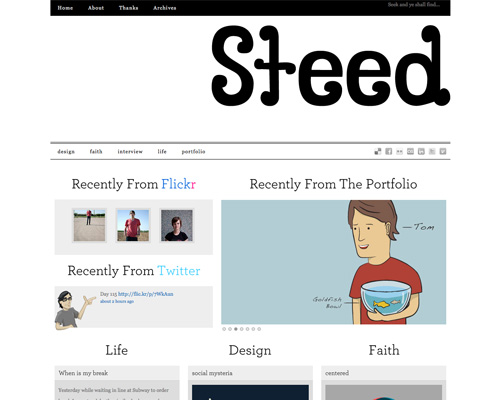 Home About Thanks Archives Seek and ye shall find...
Steed
design faith interview life portfolio
Recently From Flickr
Recently From The Portfolio
Tom
Goldfish
Bowl
Recently From Twitter
Day 115 http://flic.kr/p/7WkAun
about 2 hours ago.
Life
Design
Faith
When is my break
social mysteria
centered
Yesterday while waiting in line at Subway to order